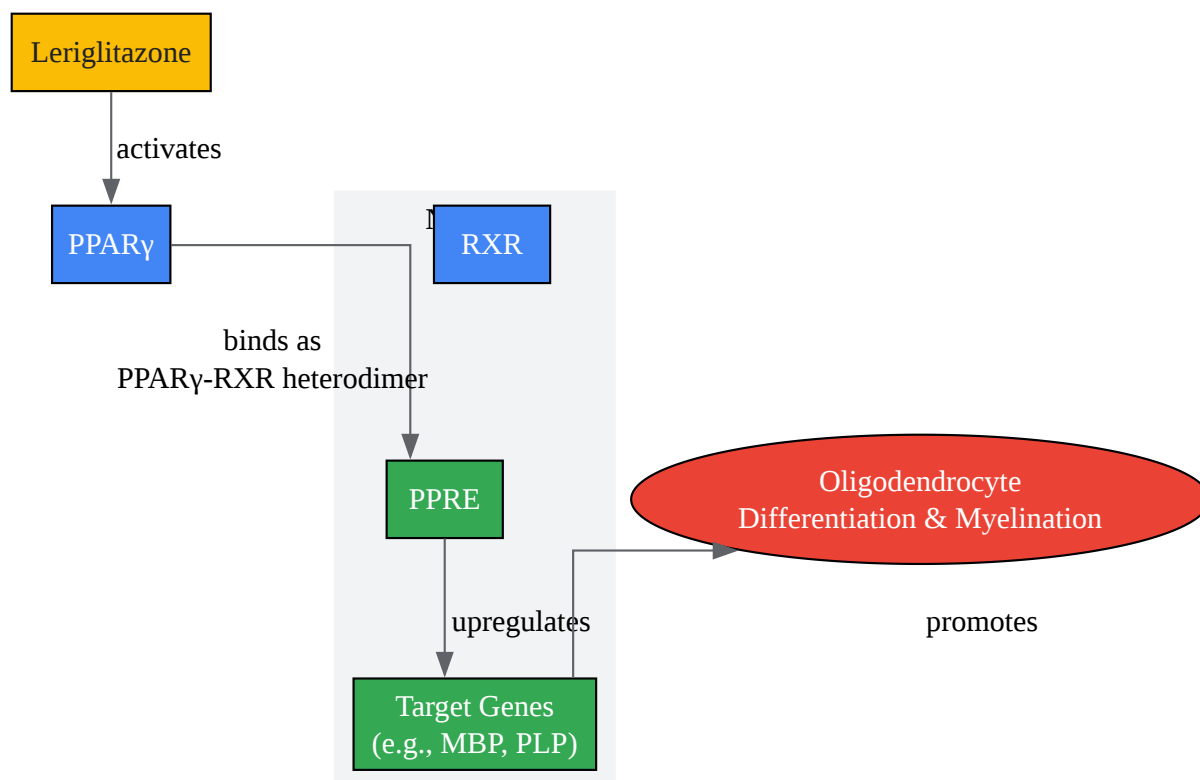 Leriglitazone
activates
PPARγ
RXR
binds as
PPARγ-RXR heterodimer
PPRE
Oligodendrocyte
Differentiation & Myelination
upregulates
promotes
Target Genes
(e.g., MBP, PLP)